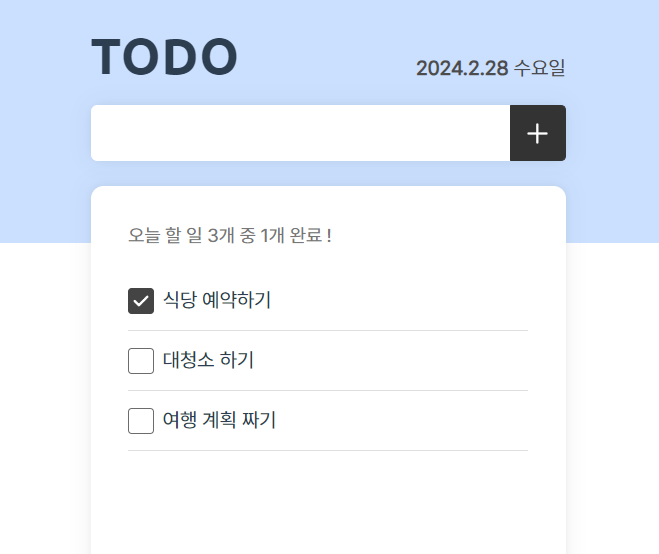 TODO
2024.2.28 수요일
오늘 할 일 3개 중 1개 완료 !
식당 예약하기
대청소 하기
여행 계획 짜기